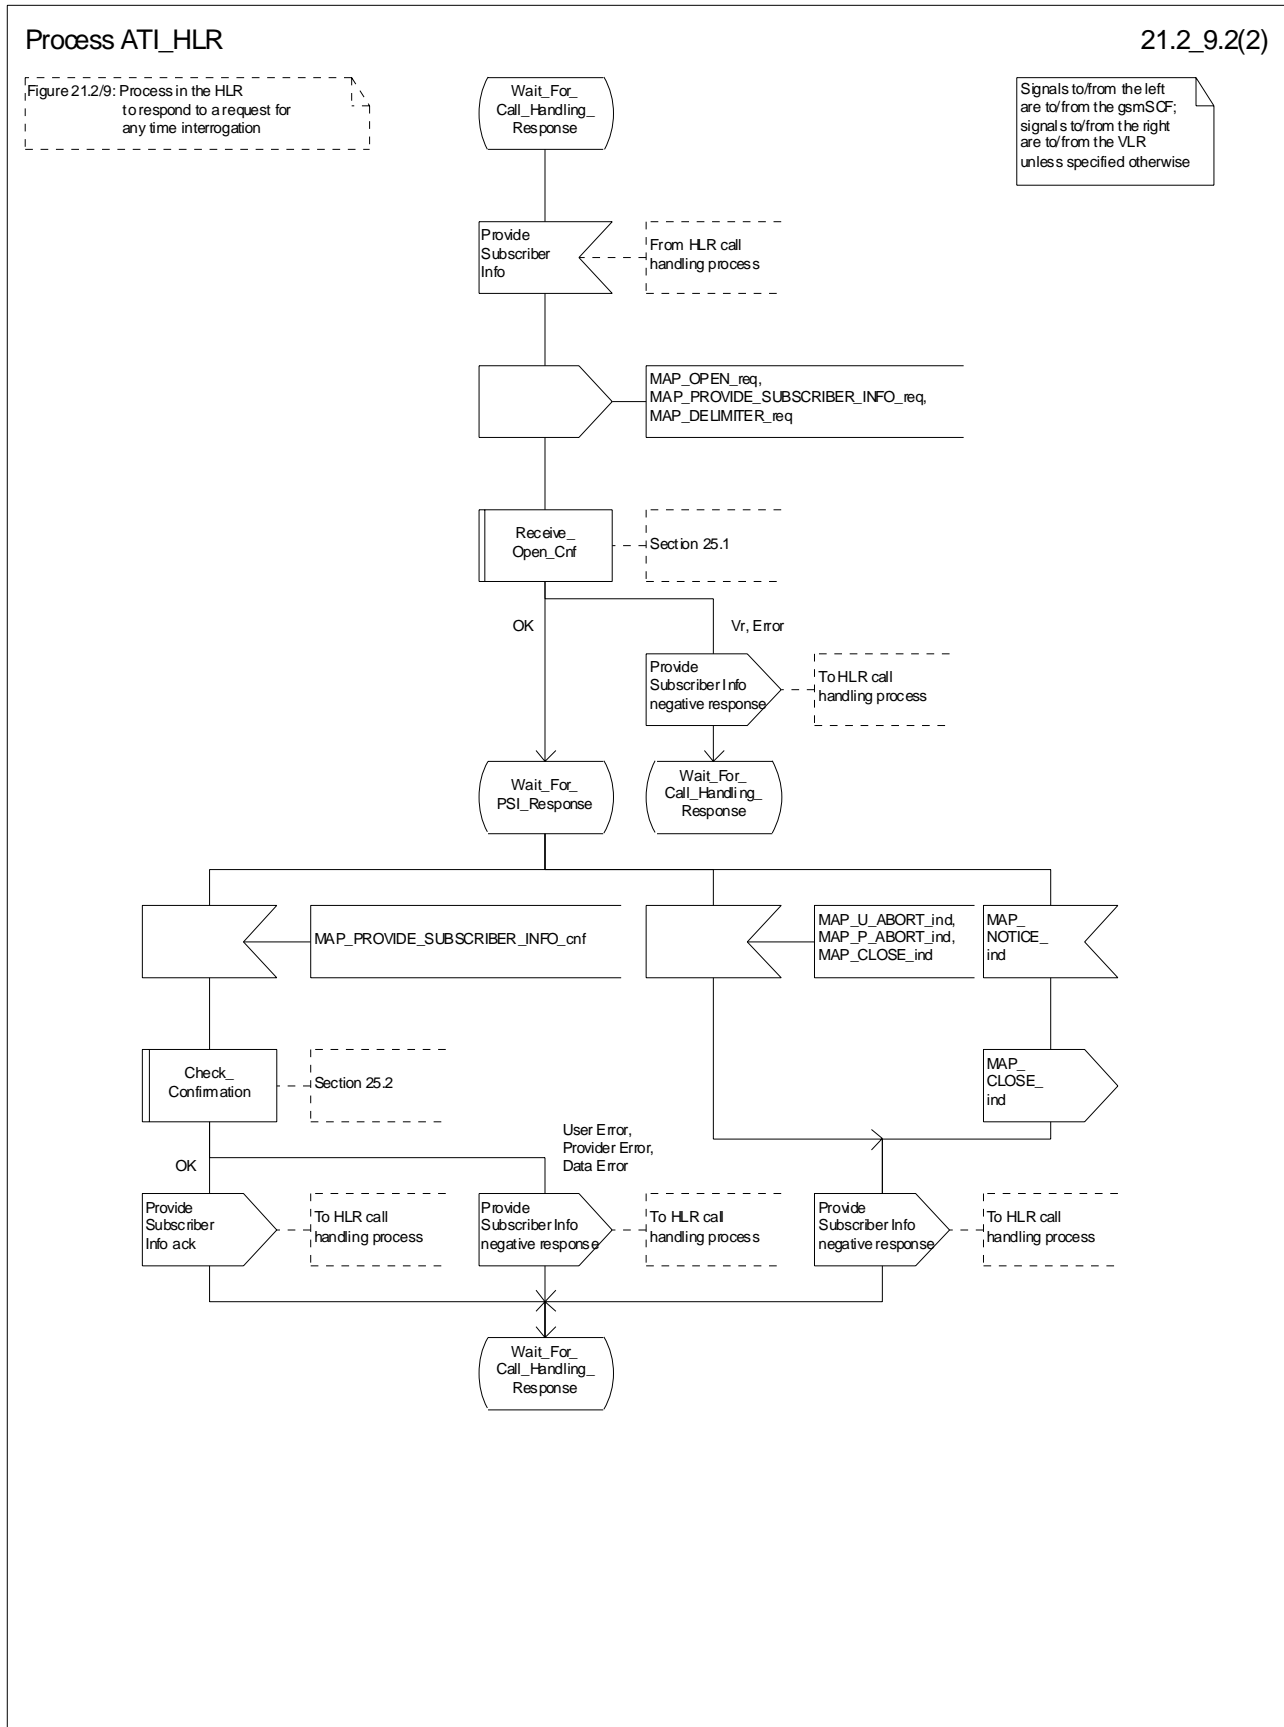 Process ATI_HLR
21.2_9.2(2)
Figure 21.2/9: Process in the HLR
to respond to a request for
any time interrogation
Wait_For_
Call_Handling_
Response
Signals to/from the left
are to/from the gsmSCF;
signals to/from the right
are to/from the VLR
unless specified otherwise
Provide
Subscriber
Info
From HLR call
handling process
MAP_OPEN_req,
MAP_PROVIDE_SUBSCRIBER_INFO_req,
MAP_DELIMITER_req
Receive_
Open_Cnf
Section 25.1
OK
Vr, Error
Provide
Subscriber Info
negative response
To HLR call
handling process
Wait_For_
PSI_Response
Wait_For_
Call_Handling_
Response
MAP_PROVIDE_SUBSCRIBER_INFO_cnf
MAP_U_ABORT_ind,
MAP_P_ABORT_ind,
MAP_CLOSE_ind
MAP_
NOTICE_
ind
Check_
Confirmation
Section 25.2
MAP_
CLOSE_
ind
User Error,
Provider Error,
Data Error
OK
Provide
Subscriber
Info ack
To HLR call
handling process
Provide
Subscriber Info
negative response
To HLR call
handling process
Provide
Subscriber Info
negative response
To HLR call
handling process
Wait_For_
Call_Handling_
Response